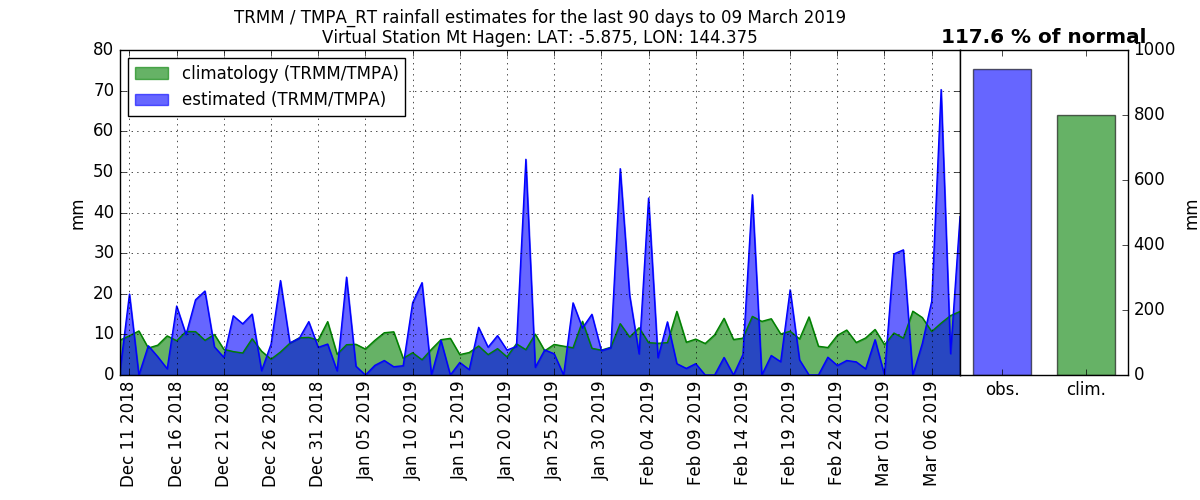 TRMM / TMPA_RT rainfall estimates for the last 90 days to 09 March 2019
Virtual Station Mt Hagen: LAT: -5.875, LON: 144.375
117.6 % of normal
climatology (TRMM/TMPA)
estimated (TRMM/TMPA)
80
70
60
50
40
30
20
10
0
mm
1000
800
600
400
200
0
mm
Dec 11 2018
Dec 16 2018
Dec 21 2018
Dec 26 2018
Dec 31 2018
Jan 05 2019
Jan 10 2019
Jan 15 2019
Jan 20 2019
Jan 25 2019
Jan 30 2019
Feb 04 2019
Feb 09 2019
Feb 14 2019
Feb 19 2019
Feb 24 2019
Mar 01 2019
Mar 06 2019
obs.
clim.